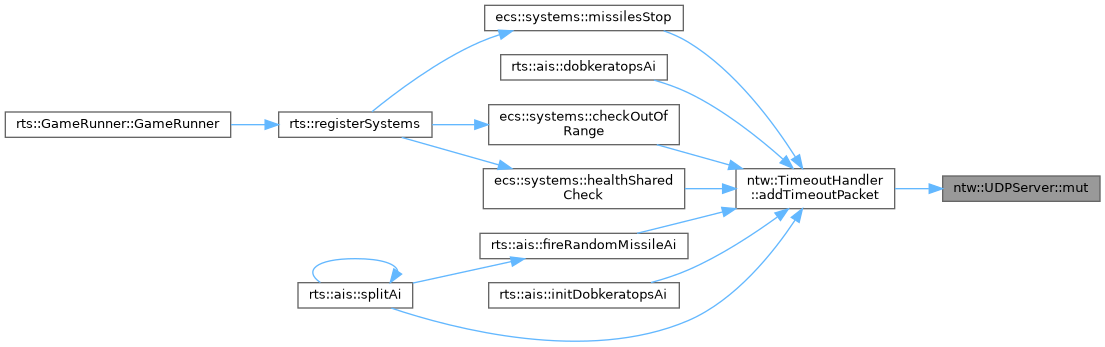 ecs::systems::missilesStop
rts::ais::dobkeratopsAi
ecs::systems::checkOutOf
Range
rts::GameRunner::GameRunner
rts::registerSystems
ecs::systems::healthShared
Check
ntw::TimeoutHandler
::addTimeoutPacket
ntw::UDPServer::mut
rts::ais::fireRandomMissileAi
rts::ais::splitAi
rts::ais::initDobkeratopsAi